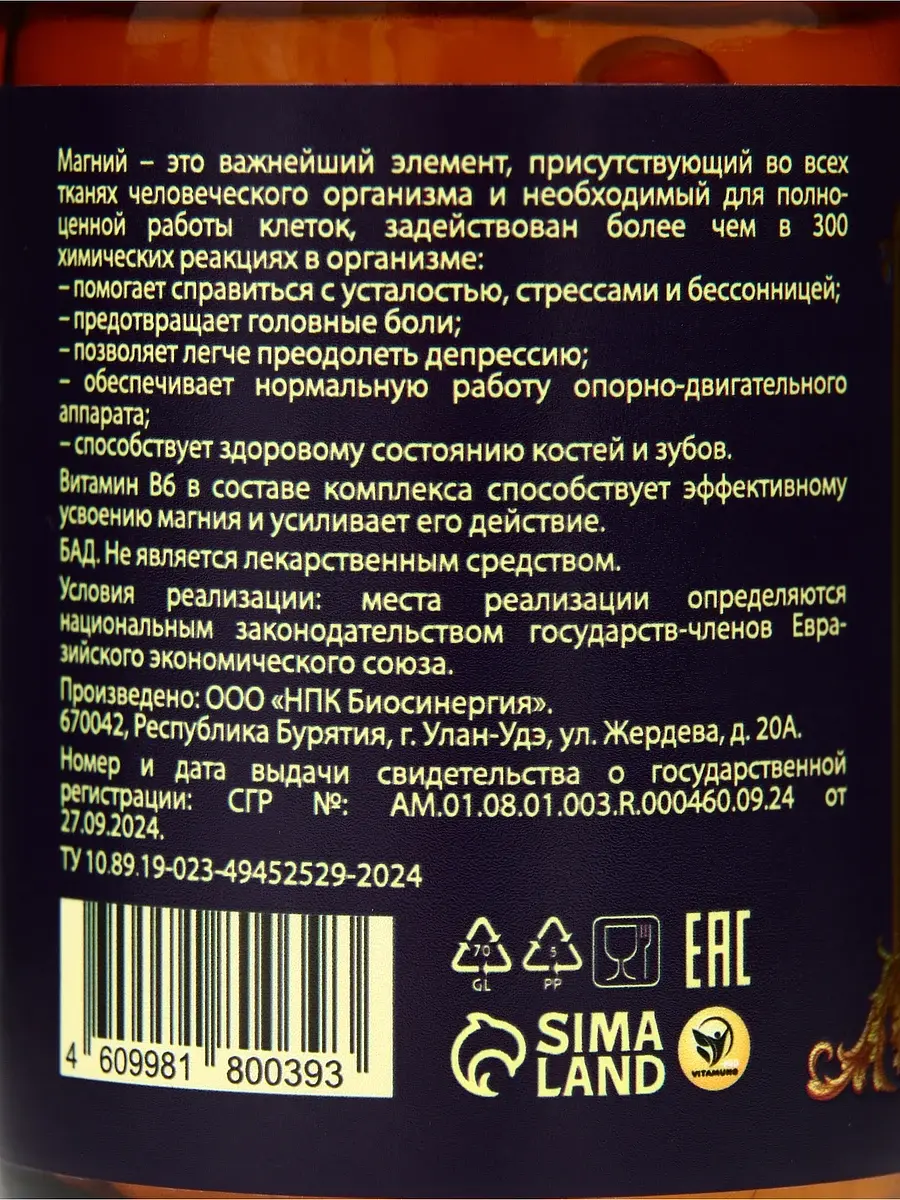 Магний – это важнейший элемент, присутствующий во всех
тканях человеческого организма и необходимый для полно-
ценной работы клеток, задействован более чем в 300
химических реакциях в организме:
– помогает справиться с усталостью, стрессами и бессонницей;
– предотвращает головные боли;
– позволяет легче преодолеть депрессию;
– обеспечивает нормальную работу опорно-двигательного
аппарата;
– способствует здоровому состоянию костей и зубов.
Витамин В6 в составе комплекса способствует эффективному
усвоению магния и усиливает его действие.
БАД. Не является лекарственным средством.
Условия реализации: места реализации определяются
национальным законодательством государств-членов Евра-
зийского экономического союза.
Произведено: ООО «НПК Биосинергия».
670042, Республика Бурятия, г. Улан-Удэ, ул. Жердева, д. 20А.
Номер и дата выдачи свидетельства о государственной
регистрации: СГР №: AM.01.08.01.003.R.000460.09.24 от
27.09.2024.
ТУ 10.89.19-023-49452529-2024
4 609981 800393
70 5
GL PP
EAC
SIMA
LAND
VITAMUNO